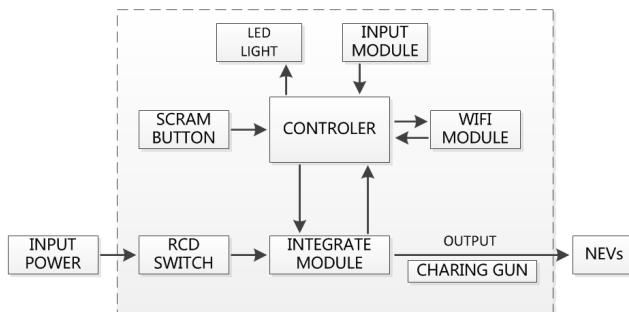 LED
LIGHT
INPUT
MODULE
SCRAM
BUTTON
CONTROLER
WIFI
MODULE
INPUT
POWER
RCD
SWITCH
INTEGRATE
MODULE
OUTPUT
CHARING GUN
NEVs